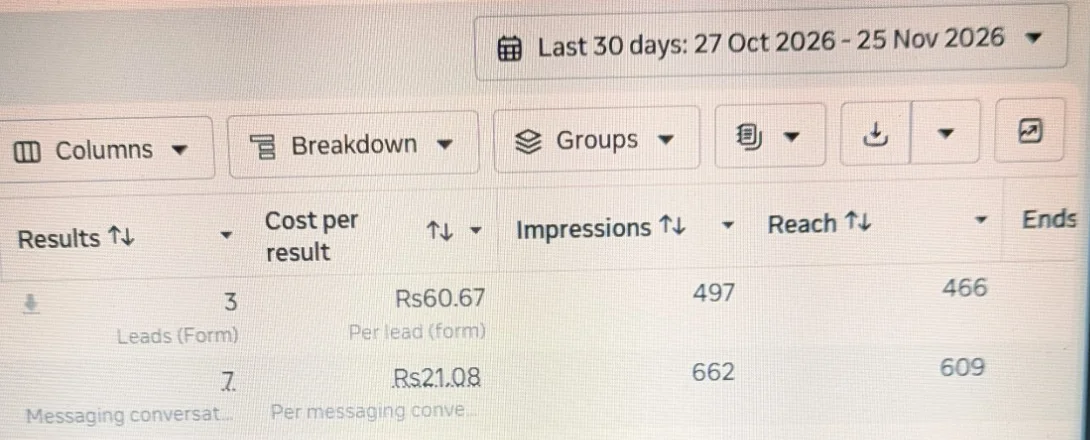 Last 30 days: 27 Oct 2026 - 25 Nov 2026
Columns Breakdown Groups
Results Cost per result Impressions Reach Ends
3 Rs60.67 497 466
Leads (Form) Per lead (form)
7 Rs21.08 662 609
Messaging conversat... Per messaging conve...